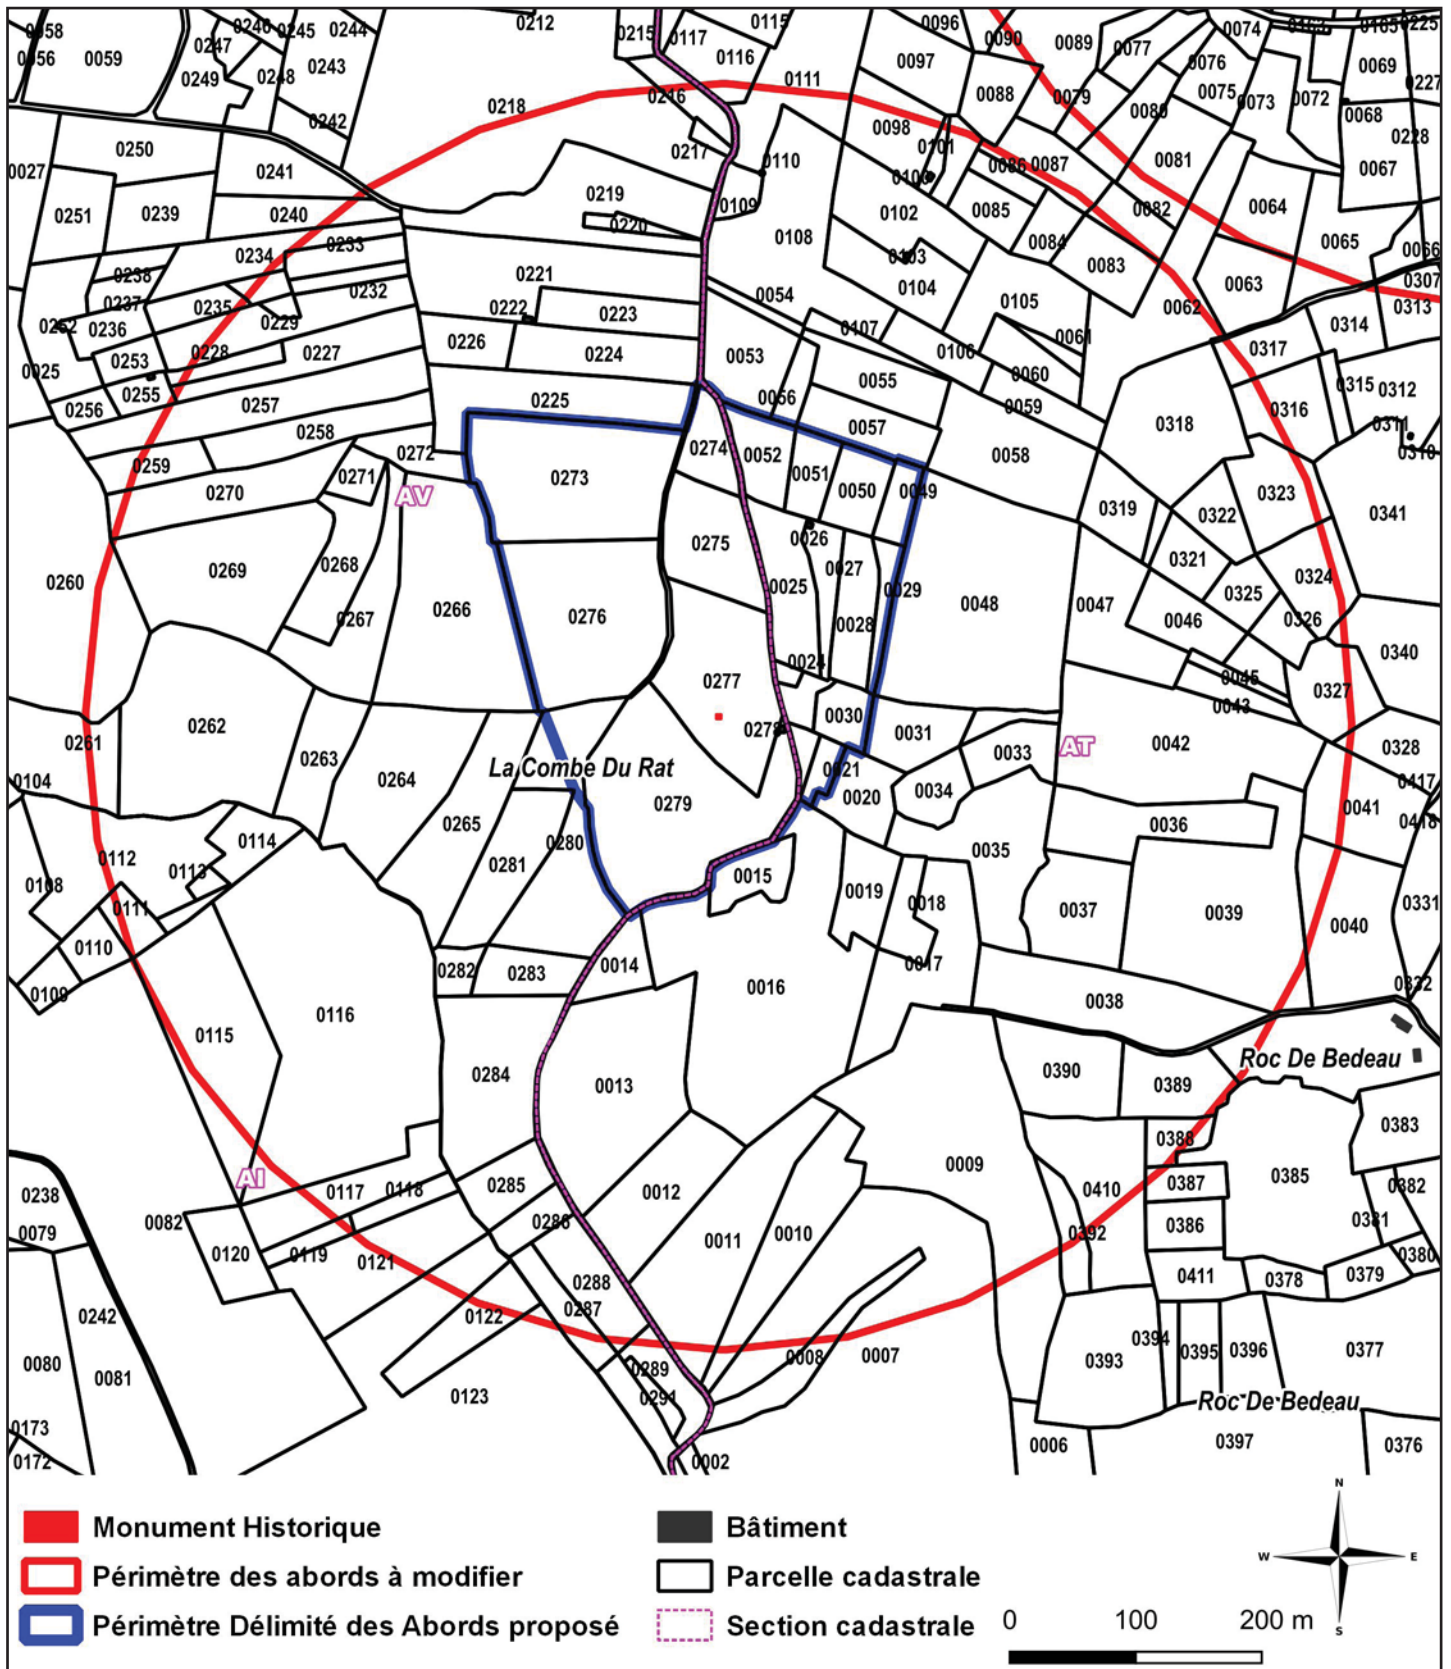 0058 0246 0245 0244 0212 0215 0117 0115 0096 0090 0089 0077 0074 0163 0165 0225
0056 0059 0247 0249 0248 0243 0116 0111 0097 0076 0069 0227
0242 0218 0216 0088 0079 0080 0075 0073 0072 0068 0228
0027 0250 0241 0217 0110 0098 0101 0086 0087 0081 0067
0251 0239 0240 0219 0220 0109 0108 0102 0085 0082 0064
0238 0234 0233 0221 0103 0084 0083 0065 0066
0237 0235 0232 0222 0223 0054 0104 0105 0062 0063 0307 0313
0252 0236 0229 0226 0224 0053 0107 0106 0061 0317 0314
0025 0253 0228 0227 0055 0060 0315 0312
0256 0255 0257 0225 0056 0059 0316
0258 0272 0057 0318 0311 0310
0259 0271 0273 0274 0052 0051 0058
0270 AV 0050 0049 0319 0322 0323 0341
0260 0269 0268 0275 0026 0027 0321 0324
0267 0266 0276 0025 0028 0029 0048 0047 0046 0325 0326
0277 0024 0045 0327 0340
0262 0278 0030 0031 0043
0261 0263 0033 AT 0042 0328
0104 0264 La Combe Du Rat 0279 0021 0020 0034 0417
0265 0280 0036 0041 0418
0112 0114 0113 0281 0015 0035
0108 0111 0019 0018 0037 0039 0040 0331
0110 0282 0283 0014 0017
0109 0016 0038 0332
0115 0116 Roc De Bedeau
0284 0013 0390 0389
0388 0383
AI 0117 0118 0285 0012 0009 0410 0387 0385 0382
0238 0079 0082 0120 0119 0121 0286 0011 0010 0392 0386 0381 0380
0242 0288 0287 0411 0378 0379
0080 0081 0122 0008 0007 0393 0394 0395 0396 0377
0123 0289 0291 Roc De Bedeau
0173 0172 0002 0006 0397 0376
Monument Historique
Périmètre des abords à modifier
Périmètre Délimité des Abords proposé
Bâtiment
Parcelle cadastrale
Section cadastrale
0 100 200 m
N
W E
S